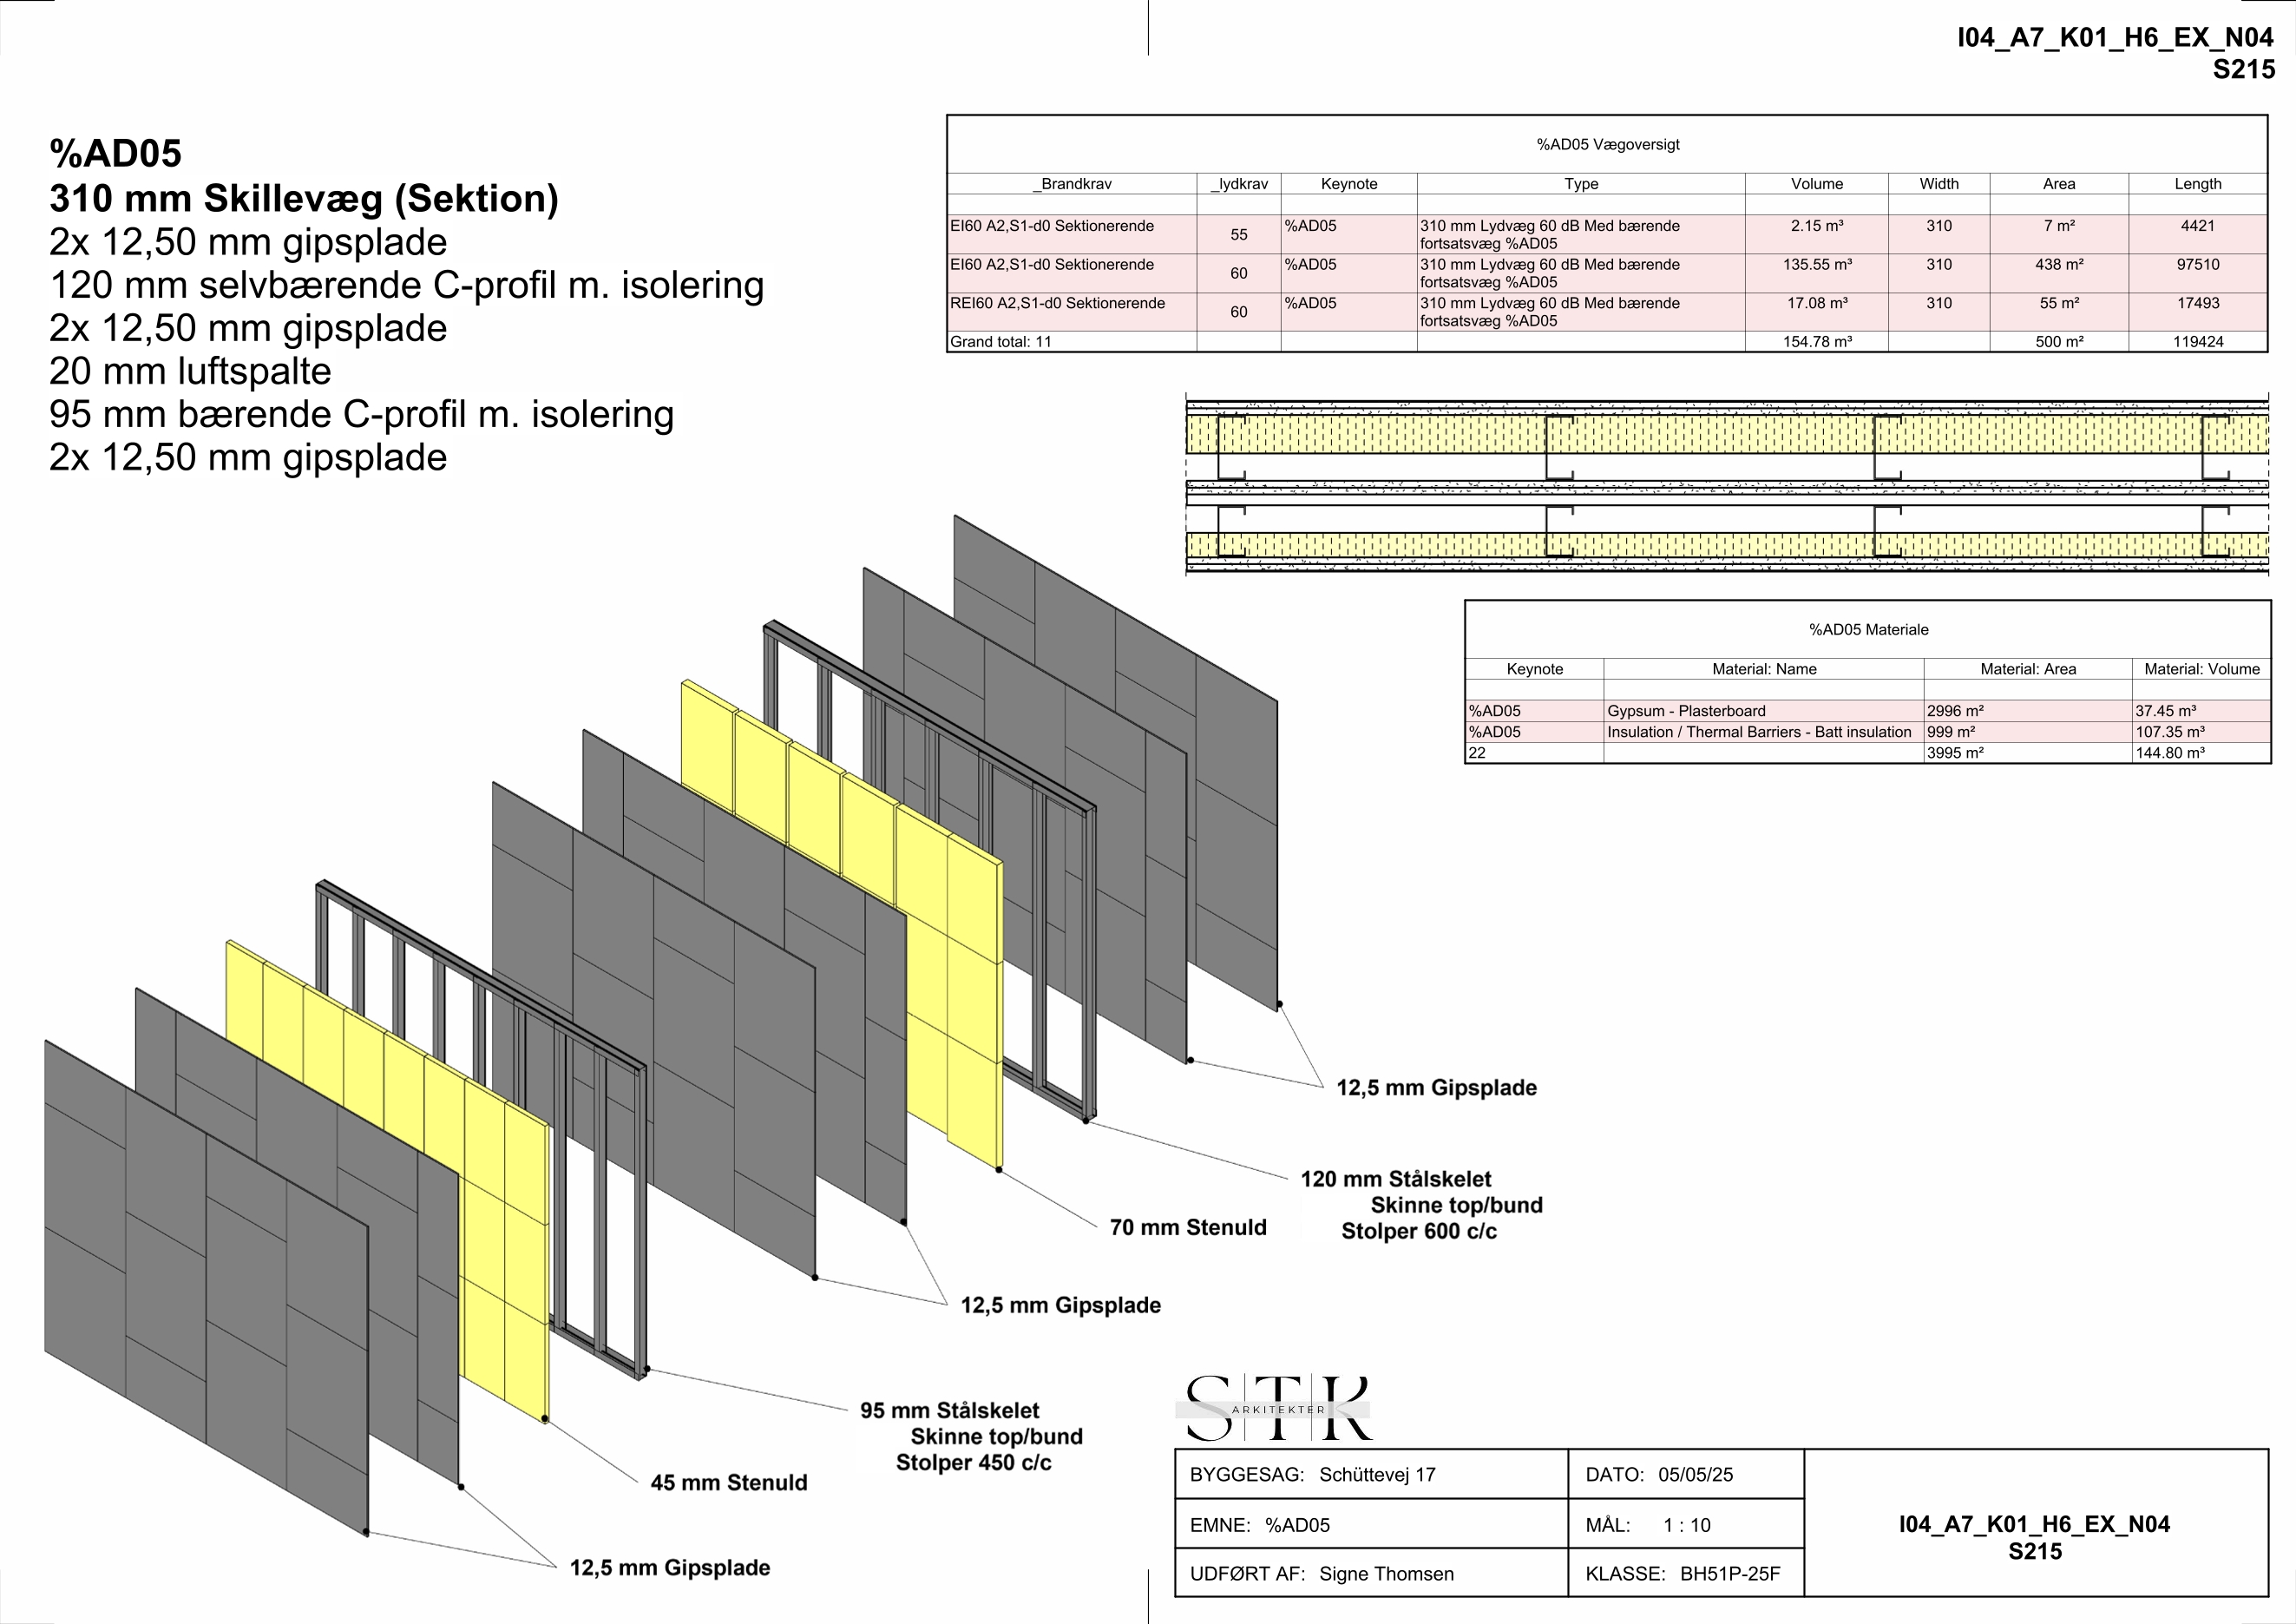 I04_A7_K01_H6_EX_N04
S215
%AD05
310 mm Skillevæg (Sektion)
2x 12,50 mm gipsplade
120 mm selvbærende C-profil m. isolering
2x 12,50 mm gipsplade
20 mm luftspalte
95 mm bærende C-profil m. isolering
2x 12,50 mm gipsplade
%AD05 Vægoversigt
_Brandkrav _lydkrav Keynote Type Volume Width Area Length
EI60 A2,S1-d0 Sektionerende 55 %AD05 310 mm Lydvæg 60 dB Med bærende 2.15 m³ 310 7 m² 4421
fortsatsvæg %AD05
EI60 A2,S1-d0 Sektionerende 60 %AD05 310 mm Lydvæg 60 dB Med bærende 135.55 m³ 310 438 m² 97510
fortsatsvæg %AD05
REI60 A2,S1-d0 Sektionerende 60 %AD05 310 mm Lydvæg 60 dB Med bærende 17.08 m³ 310 55 m² 17493
fortsatsvæg %AD05
Grand total: 11 154.78 m³ 500 m² 119424
%AD05 Materiale
Keynote Material: Name Material: Area Material: Volume
%AD05 Gypsum - Plasterboard 2996 m² 37.45 m³
%AD05 Insulation / Thermal Barriers - Batt insulation 999 m² 107.35 m³
22 3995 m² 144.80 m³
12,5 mm Gipsplade
120 mm Stålskelet
Skinne top/bund
Stolper 600 c/c
70 mm Stenuld
12,5 mm Gipsplade
95 mm Stålskelet
Skinne top/bund
Stolper 450 c/c
45 mm Stenuld
12,5 mm Gipsplade
STK
ARKITEKTER
BYGGESAG: Schüttevej 17 DATO: 05/05/25
EMNE: %AD05 MÅL: 1 : 10
UDFØRT AF: Signe Thomsen KLASSE: BH51P-25F
I04_A7_K01_H6_EX_N04
S215